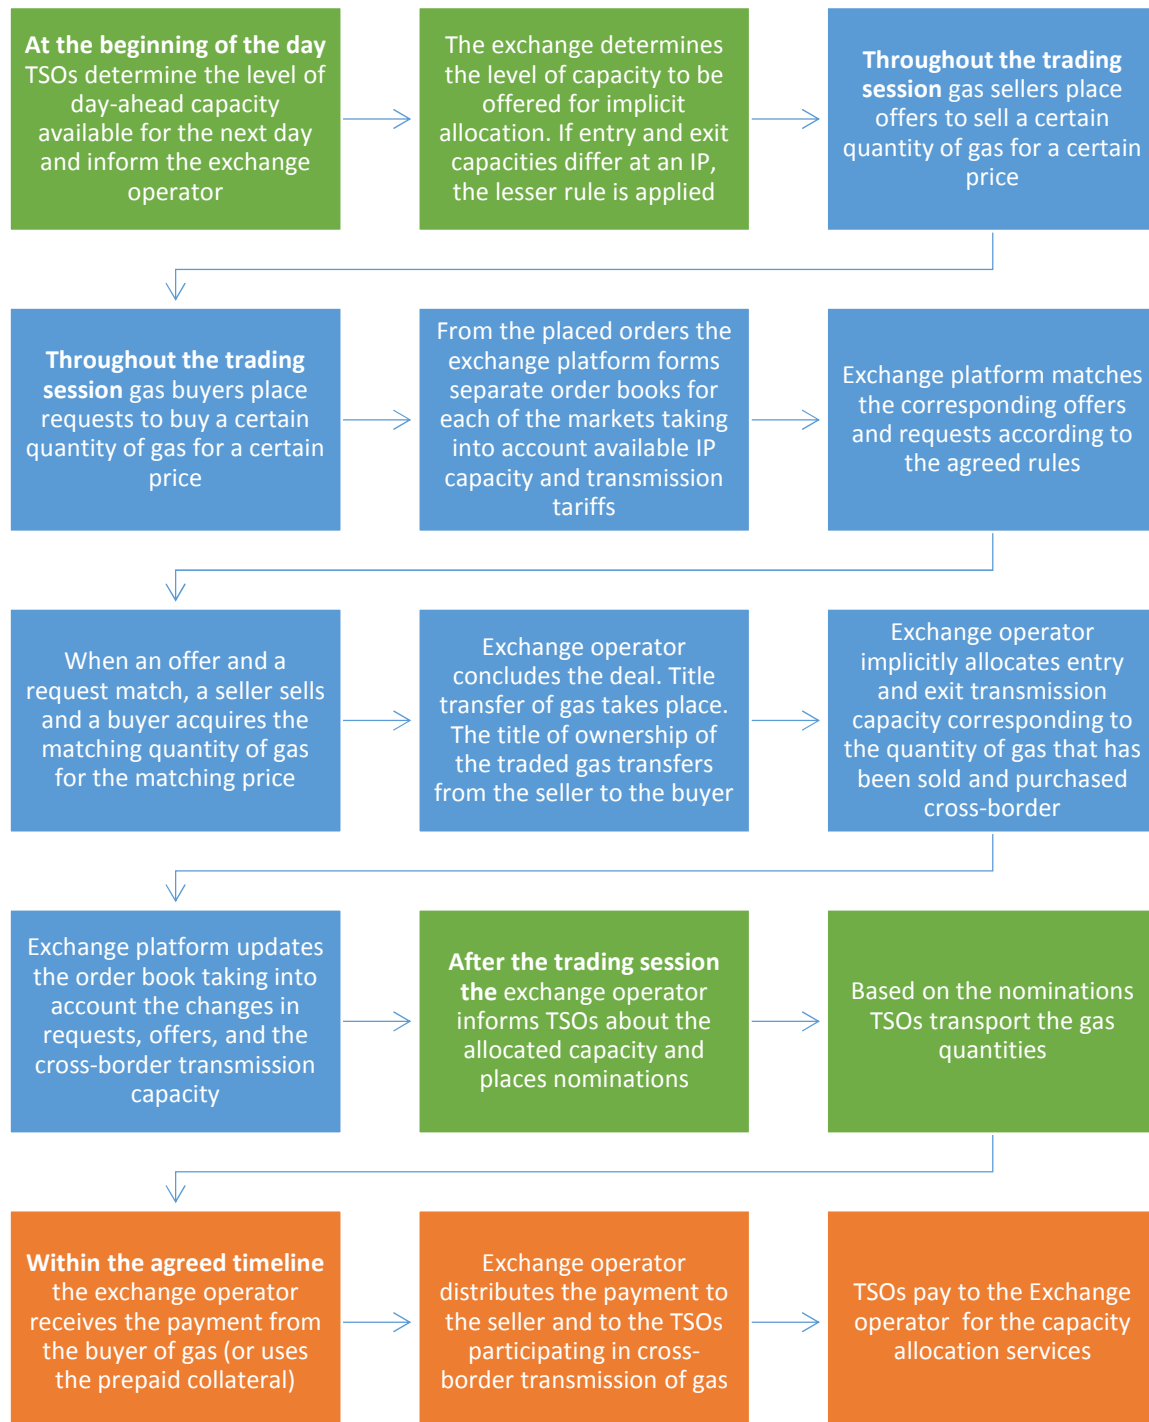 At the beginning of the day
TSOs determine the level of
day-ahead capacity
available for the next day
and inform the exchange
operator
The exchange determines
the level of capacity to be
offered for implicit
allocation. If entry and exit
capacities differ at an IP,
the lesser rule is applied
Throughout the trading
session gas sellers place
offers to sell a certain
quantity of gas for a certain
price
Throughout the trading
session gas buyers place
requests to buy a certain
quantity of gas for a certain
price
From the placed orders the
exchange platform forms
separate order books for
each of the markets taking
into account available IP
capacity and transmission
tariffs
Exchange platform matches
the corresponding offers
and requests according to
the agreed rules
When an offer and a
request match, a seller sells
and a buyer acquires the
matching quantity of gas
for the matching price
Exchange operator
concludes the deal. Title
transfer of gas takes place.
The title of ownership of
the traded gas transfers
from the seller to the buyer
Exchange operator
implicitly allocates entry
and exit transmission
capacity corresponding to
the quantity of gas that has
been sold and purchased
cross-border
Exchange platform updates
the order book taking into
account the changes in
requests, offers, and the
cross-border transmission
capacity
After the trading session
the exchange operator
informs TSOs about the
allocated capacity and
places nominations
Based on the nominations
TSOs transport the gas
quantities
Within the agreed timeline
the exchange operator
receives the payment from
the buyer of gas (or uses
the prepaid collateral)
Exchange operator
distributes the payment to
the seller and to the TSOs
participating in cross-
border transmission of gas
TSOs pay to the Exchange
operator for the capacity
allocation services